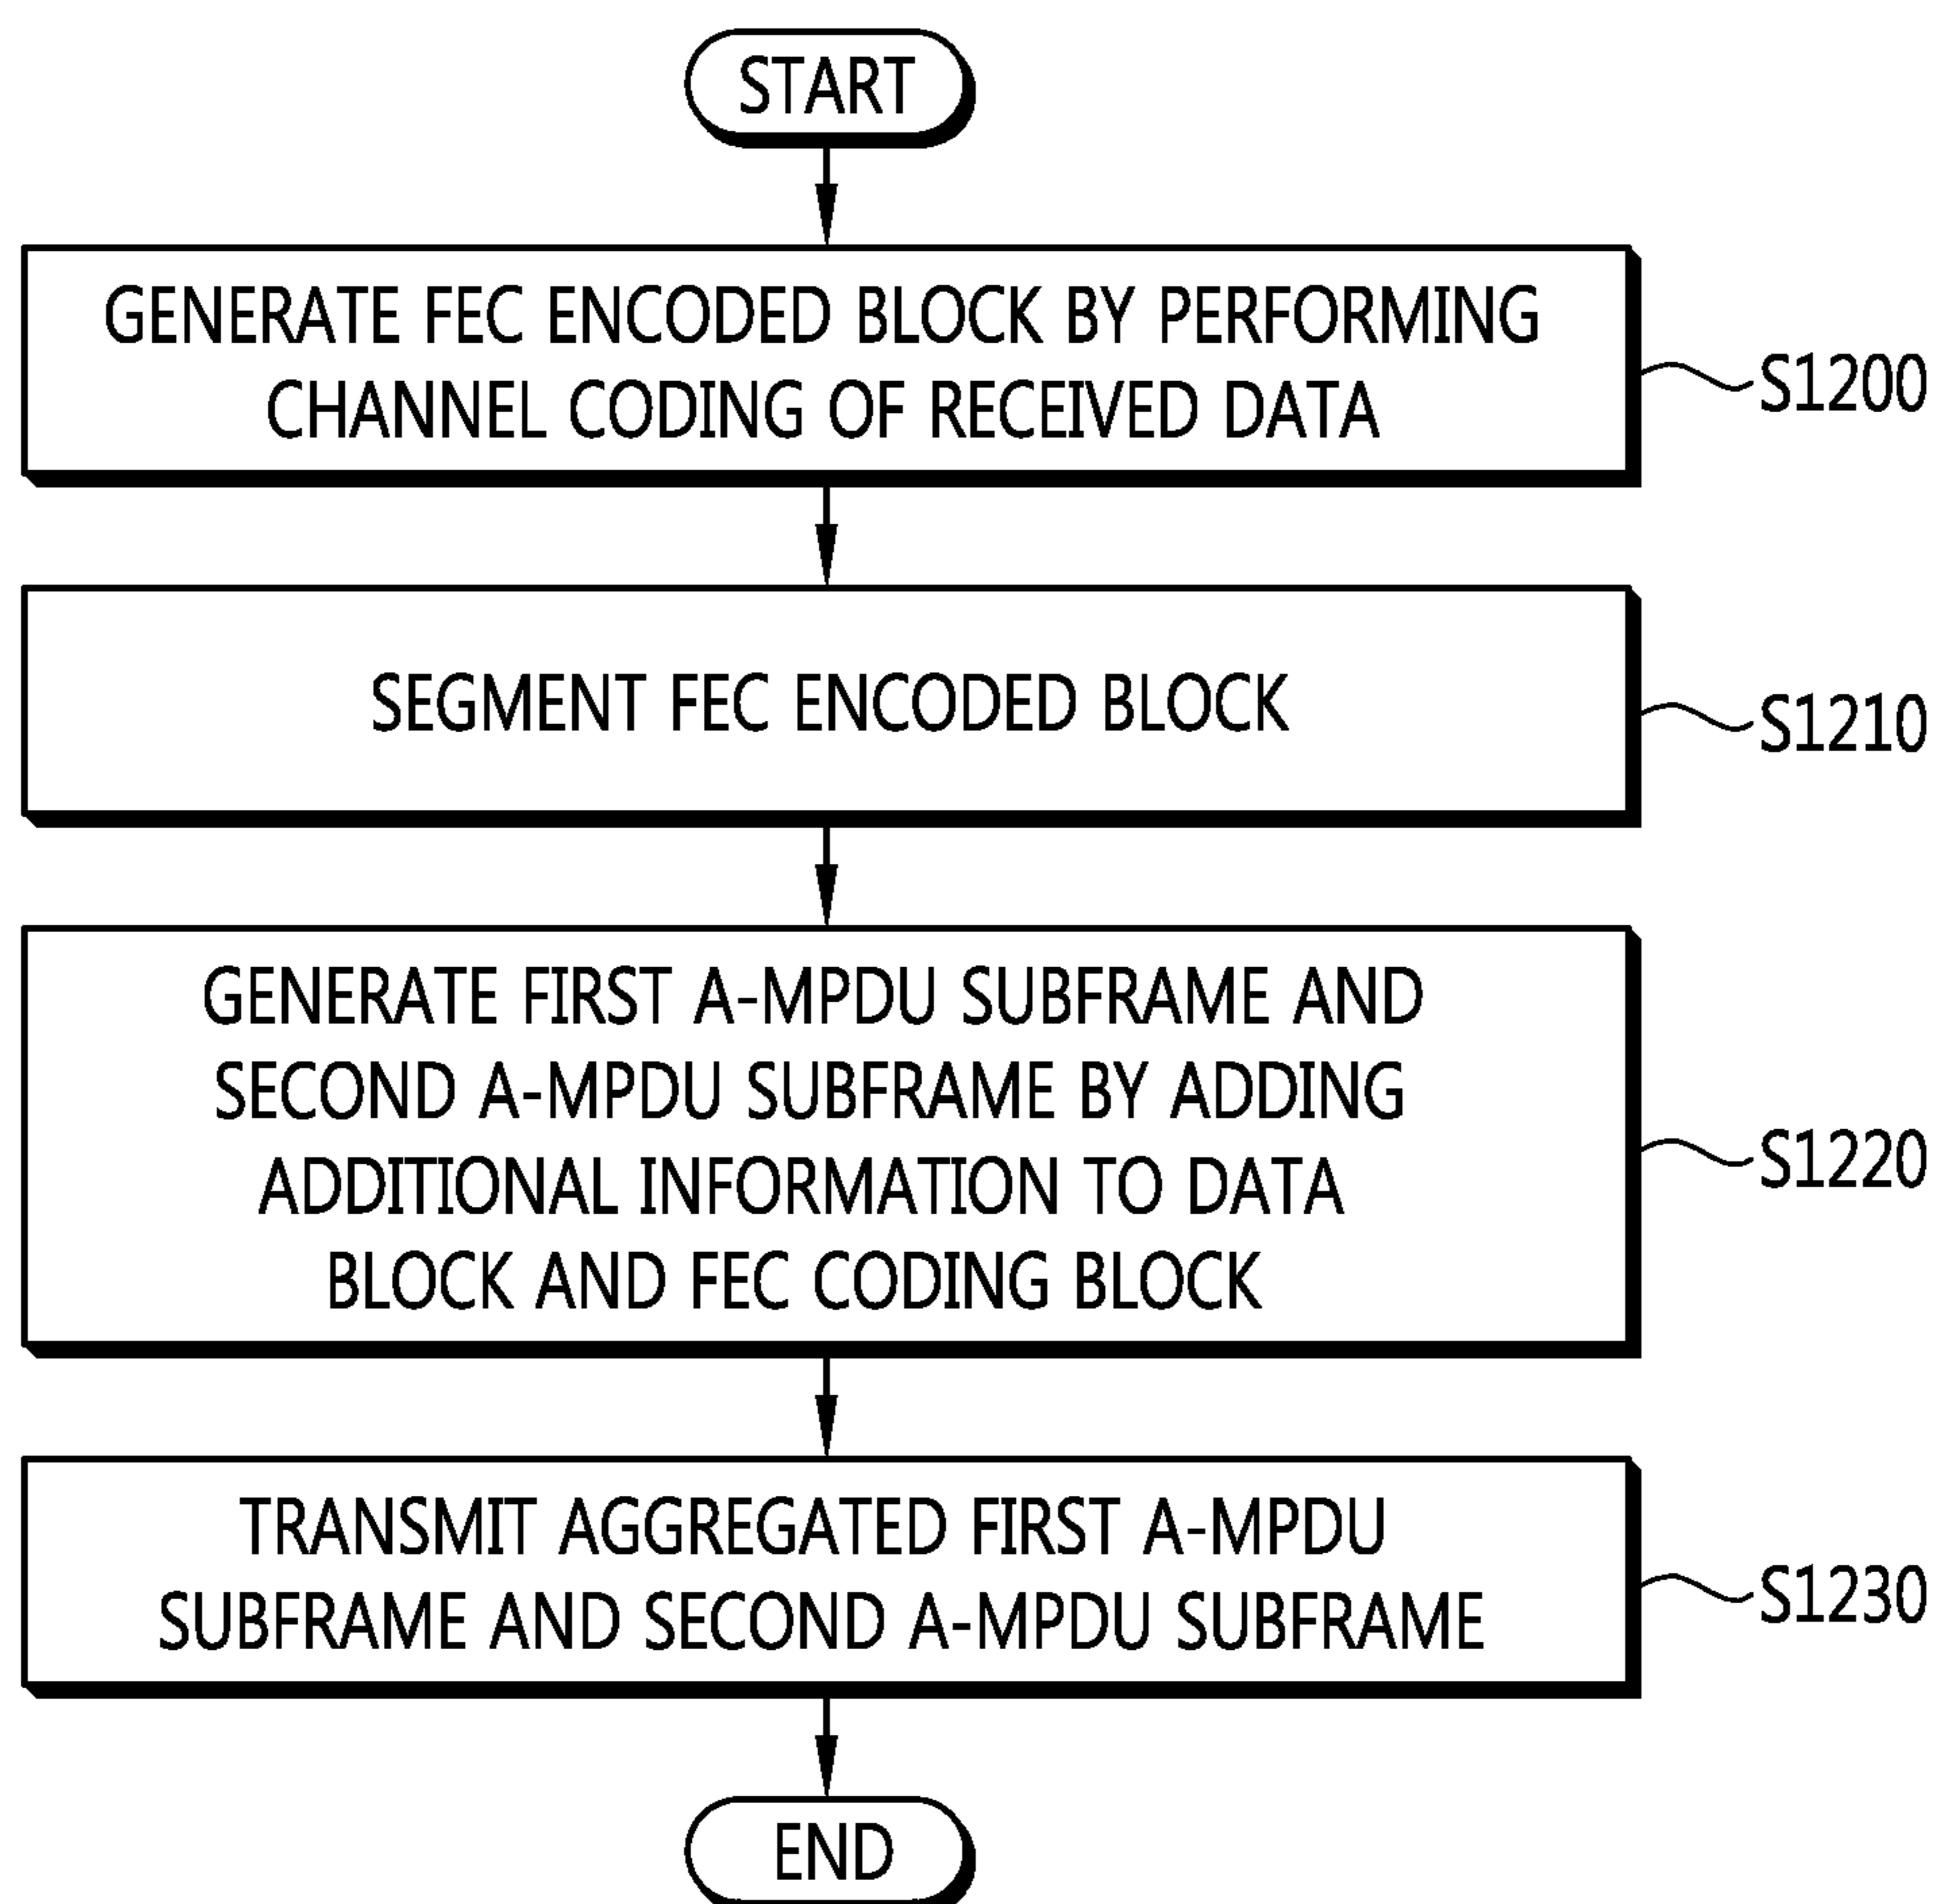 START
GENERATE FEC ENCODED BLOCK BY PERFORMING
CHANNEL CODING OF RECEIVED DATA
S1200
SEGMENT FEC ENCODED BLOCK
S1210
GENERATE FIRST A-MPDU SUBFRAME AND
SECOND A-MPDU SUBFRAME BY ADDING
ADDITIONAL INFORMATION TO DATA
BLOCK AND FEC CODING BLOCK
S1220
TRANSMIT AGGREGATED FIRST A-MPDU
SUBFRAME AND SECOND A-MPDU SUBFRAME
S1230
END